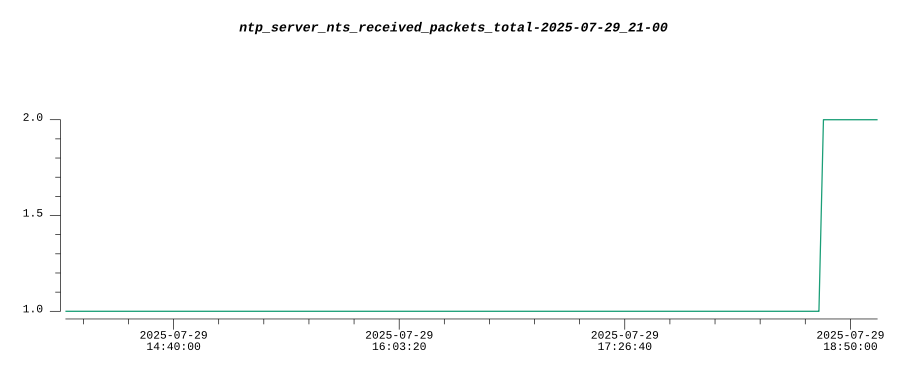 ntp_server_nts_received_packets_total-2025-07-29_21-00
2.0
1.5
1.0
2025-07-29 2025-07-29 2025-07-29 2025-07-29
14:40:00 16:03:20 17:26:40 18:50:00